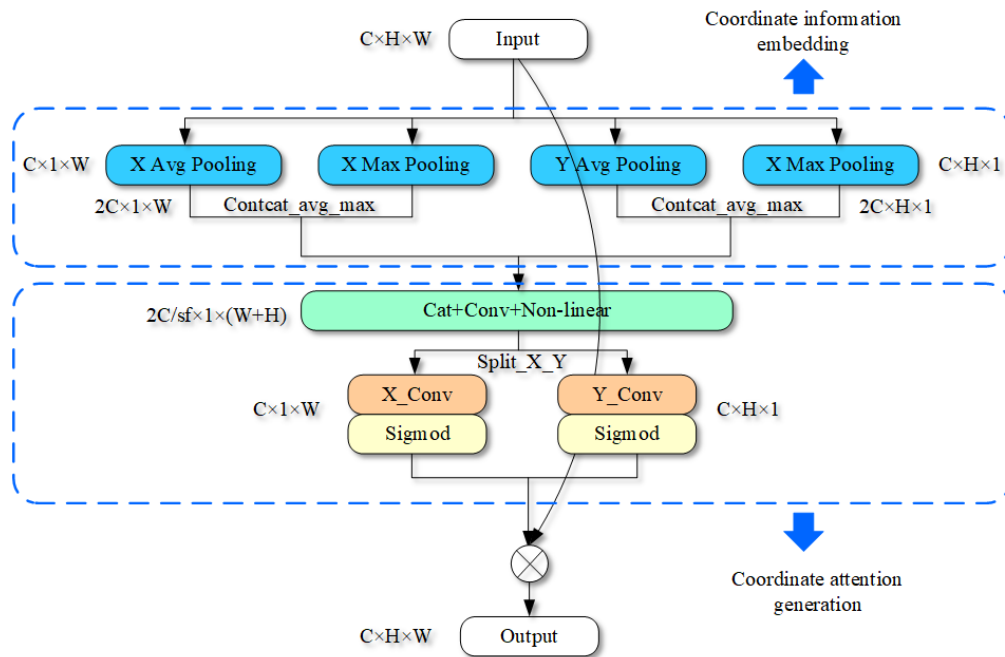 C×H×W
Input
Coordinate information
embedding
C×1×W
X Avg Pooling
X Max Pooling
Y Avg Pooling
X Max Pooling
C×H×1
2C×1×W
Contcat_avg_max
Contcat_avg_max
2C×H×1
2C/sf×1×(W+H)
Cat+Conv+Non-linear
Split_X_Y
C×1×W
X_Conv
Y_Conv
C×H×1
Sigmod
Sigmod
Coordinate attention
generation
C×H×W
Output